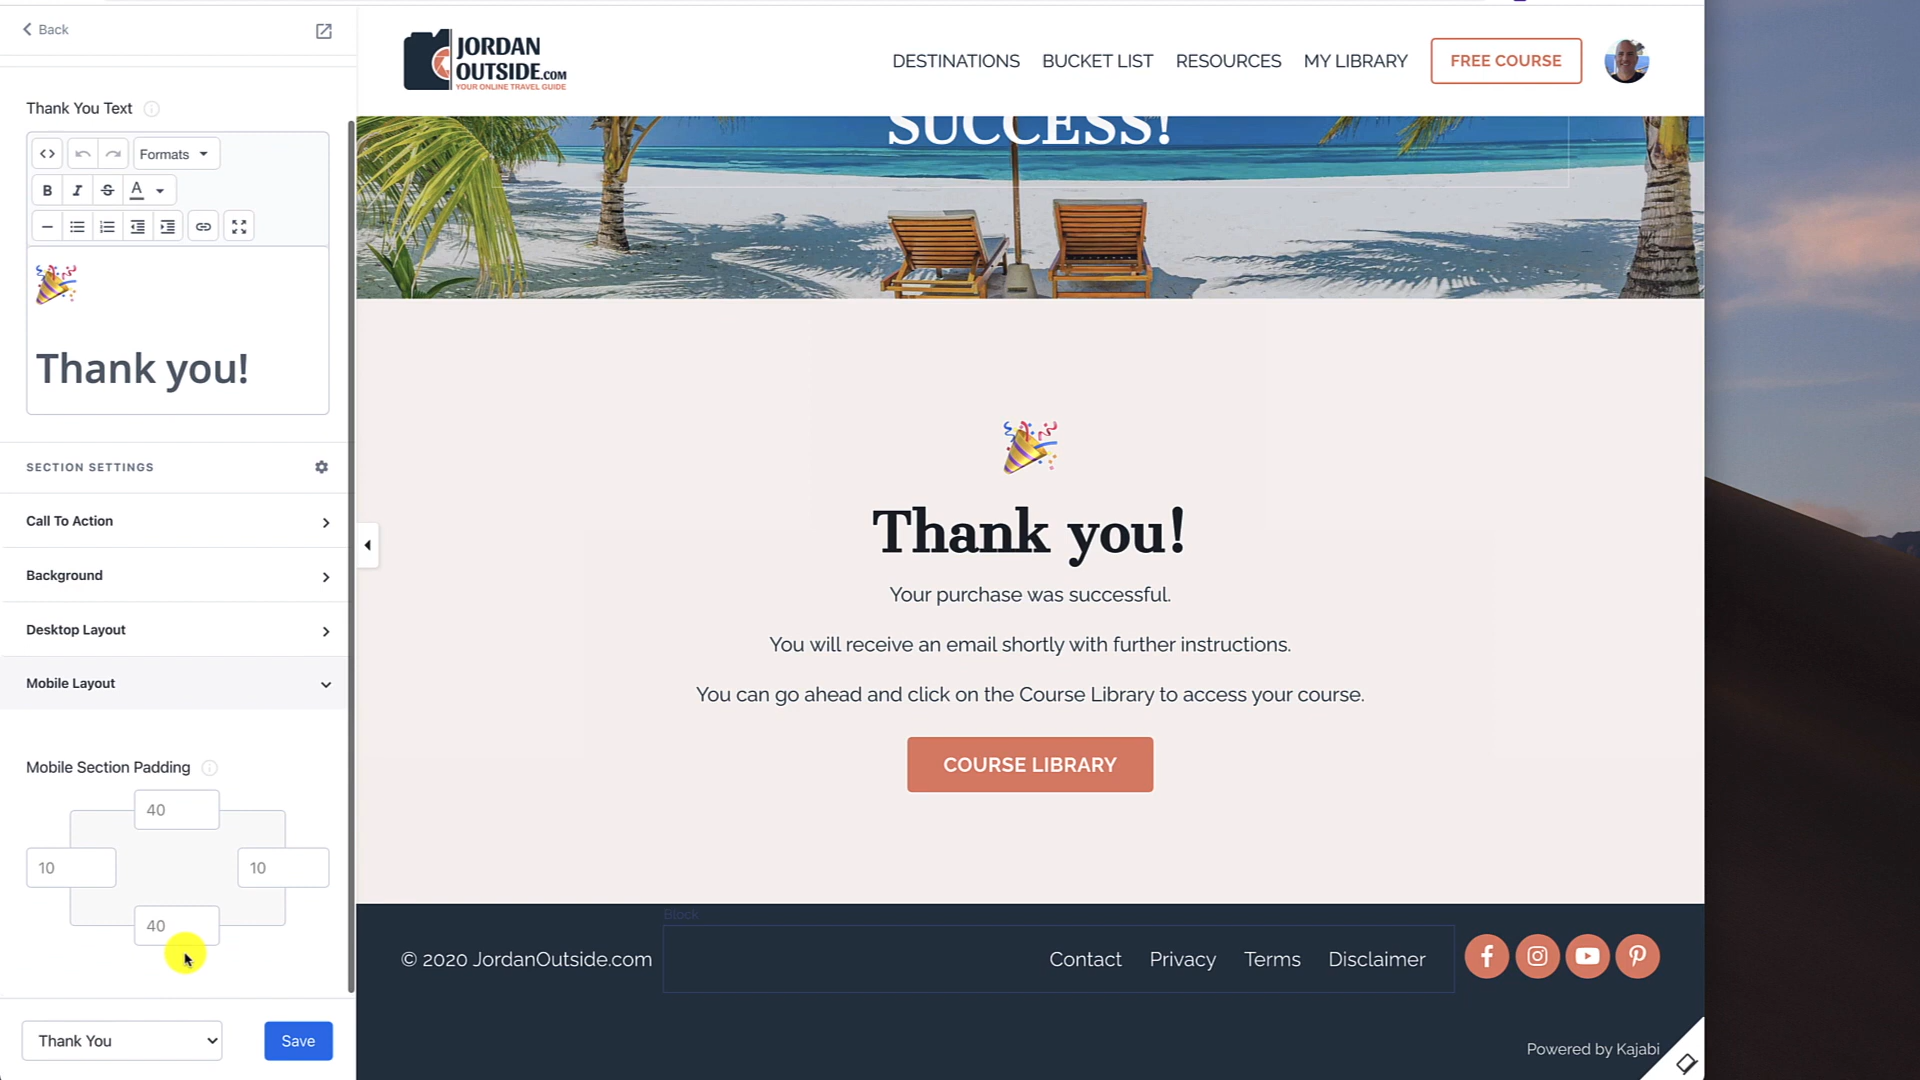 Back
Thank You Text
Formats
B I S A
Thank you!
SECTION SETTINGS
Call To Action
Background
Desktop Layout
Mobile Layout
Mobile Section Padding
40
10
10
40
Thank You
Save
JORDAN
OUTSIDE.COM
YOUR ONLINE TRAVEL GUIDE
DESTINATIONS
BUCKET LIST
RESOURCES
MY LIBRARY
FREE COURSE
SUCCESS!
Thank you!
Your purchase was successful.
You will receive an email shortly with further instructions.
You can go ahead and click on the Course Library to access your course.
COURSE LIBRARY
Block
© 2020 JordanOutside.com
Contact
Privacy
Terms
Disclaimer
Powered by Kajabi